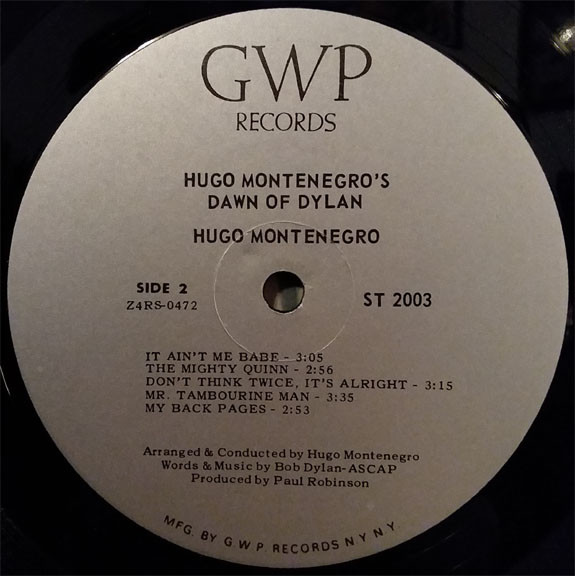 GWP
RECORDS
HUGO MONTENEGRO'S
DAWN OF DYLAN
HUGO MONTENEGRO
SIDE 2
Z4RS-0472
ST 2003
IT AIN'T ME BABE - 3:05
THE MIGHTY QUINN - 2:56
DON'T THINK TWICE, IT'S ALRIGHT - 3:15
MR. TAMBOURINE MAN - 3:35
MY BACK PAGES - 2:53
Arranged & Conducted by Hugo Montenegro
Words & Music by Bob Dylan-ASCAP
Produced by Paul Robinson
MFG. BY G.W.P. RECORDS N.Y. N.Y.